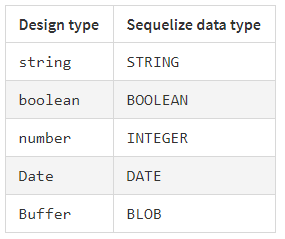 Design type Sequelize data type
string STRING
boolean BOOLEAN
number INTEGER
Date DATE
Buffer BLOB